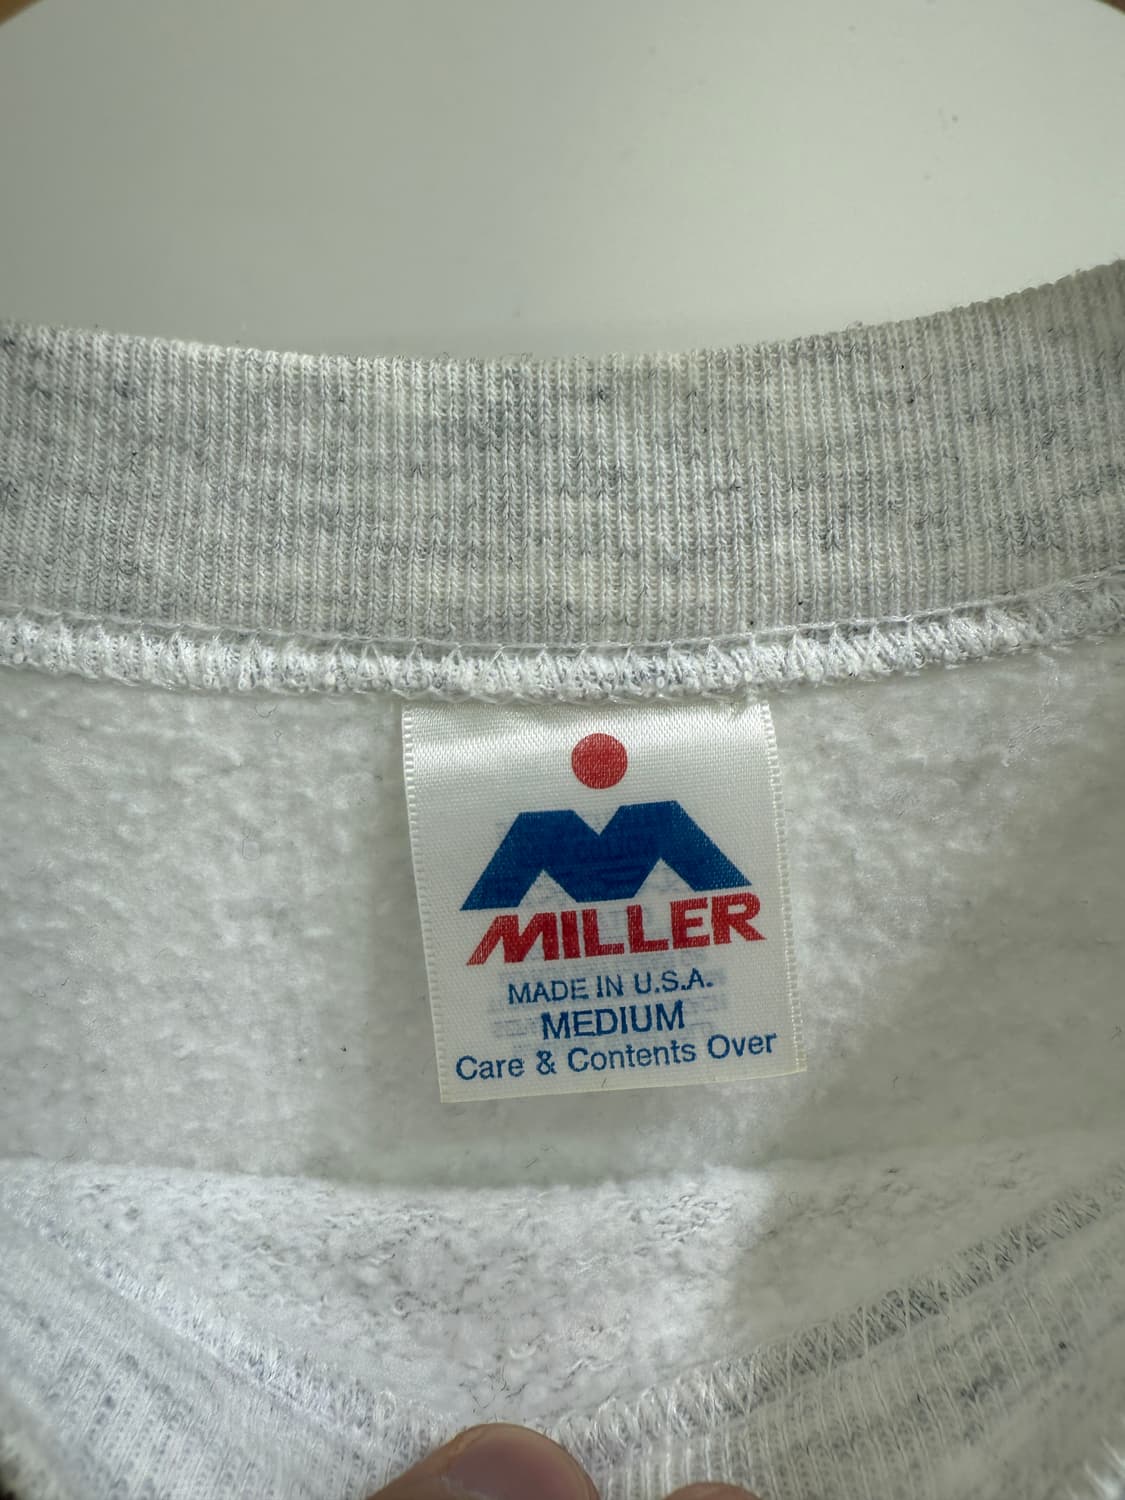 MILLER
MADE IN U.S.A.
MEDIUM
Care & Contents Over